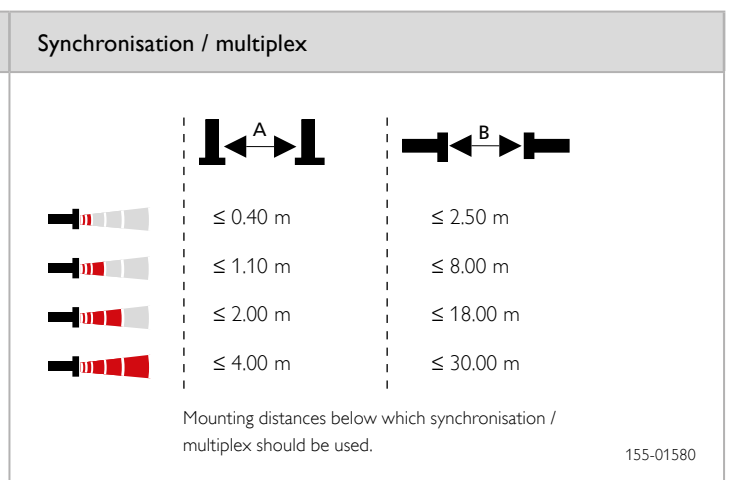 Synchronisation / multiplex
A
B
≤ 0.40 m
≤ 2.50 m
≤ 1.10 m
≤ 8.00 m
≤ 2.00 m
≤ 18.00 m
≤ 4.00 m
≤ 30.00 m
Mounting distances below which synchronisation /
multiplex should be used.
155-01580